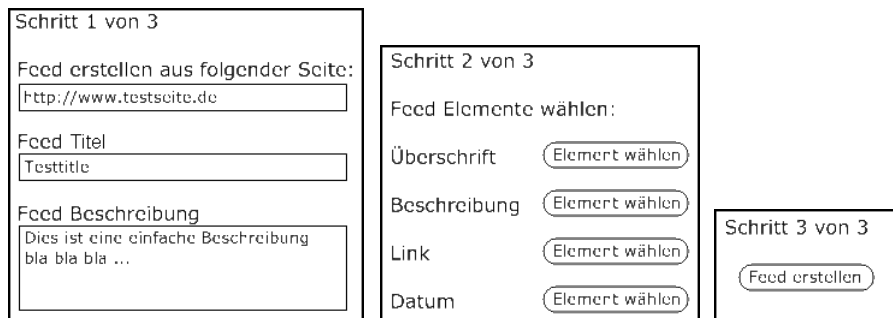 Schritt 1 von 3
Feed erstellen aus folgender Seite:
http://www.testseite.de
Feed Titel
Testtitle
Feed Beschreibung
Dies ist eine einfache Beschreibung
bla bla bla ...
Schritt 2 von 3
Feed Elemente wählen:
Überschrift
Element wählen
Beschreibung
Element wählen
Link
Element wählen
Datum
Element wählen
Schritt 3 von 3
Feed erstellen